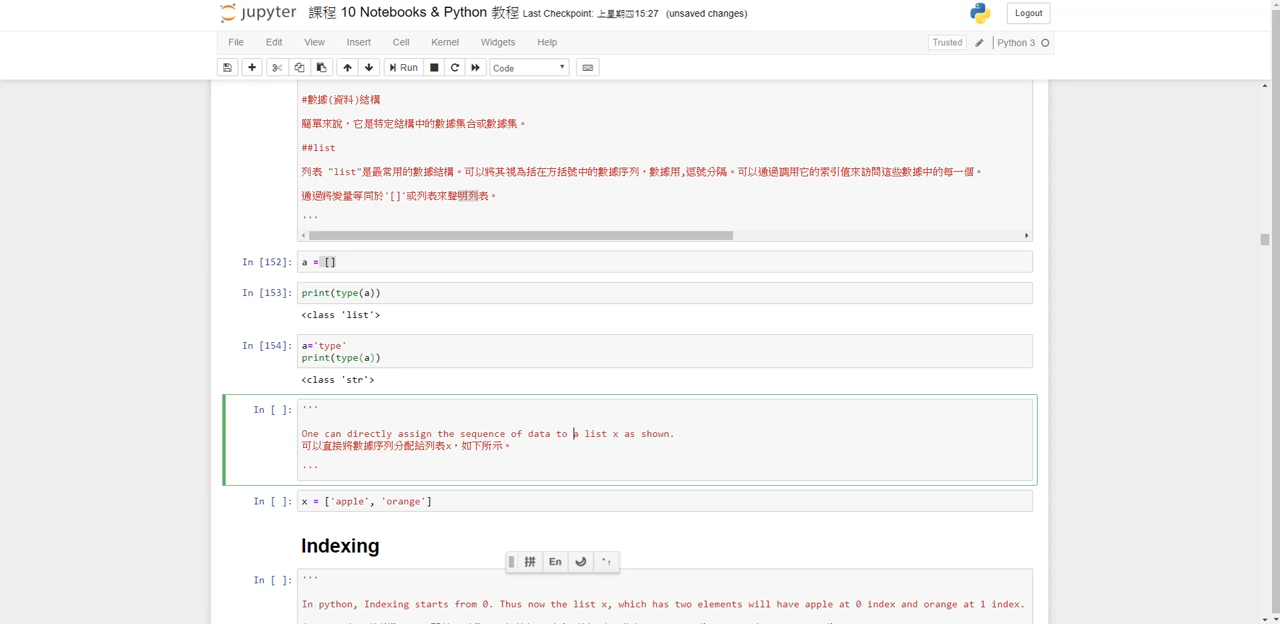 jupyter 課程 10 Notebooks & Python 教程 Last Checkpoint: 上星期四15:27 (unsaved changes) Logout
File Edit View Insert Cell Kernel Widgets Help Trusted Python 3
Run Code
#數據(資料)結構
簡單來說，它是特定結構中的數據集合或數據集。
##list
列表 "list"是最常用的數據結構。可以將其視為括在方括號中的數據序列，數據用,逗號分隔。可以通過調用它的索引值來訪問這些數據中的每一個。
通過將變量等同於'[]'或列表來聲明列表。
'''
In [152]: a = []
In [153]: print(type(a))
<class 'list'>
In [154]: a='type'
print(type(a))
<class 'str'>
In [ ]: '''
One can directly assign the sequence of data to a list x as shown.
可以直接將數據序列分配給列表x，如下所示。
'''
In [ ]: x = ['apple', 'orange']
Indexing
拼 En
In [ ]: '''
In python, Indexing starts from 0. Thus now the list x, which has two elements will have apple at 0 index and orange at 1 index.